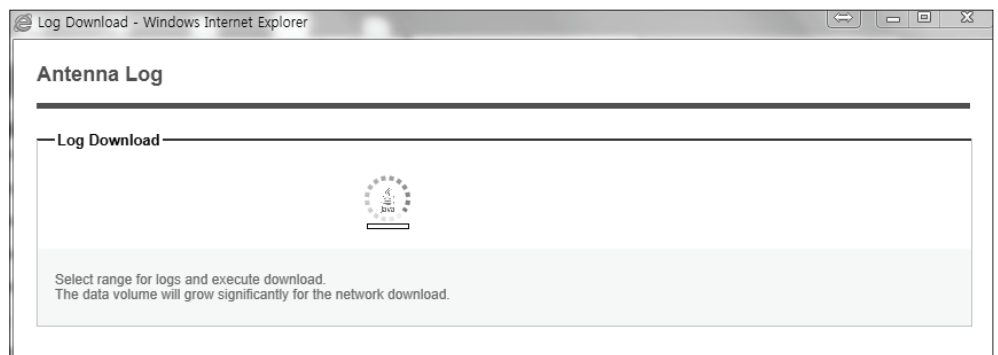 Log Download - Windows Internet Explorer
Antenna Log
Log Download
Java
Select range for logs and execute download.
The data volume will grow significantly for the network download.